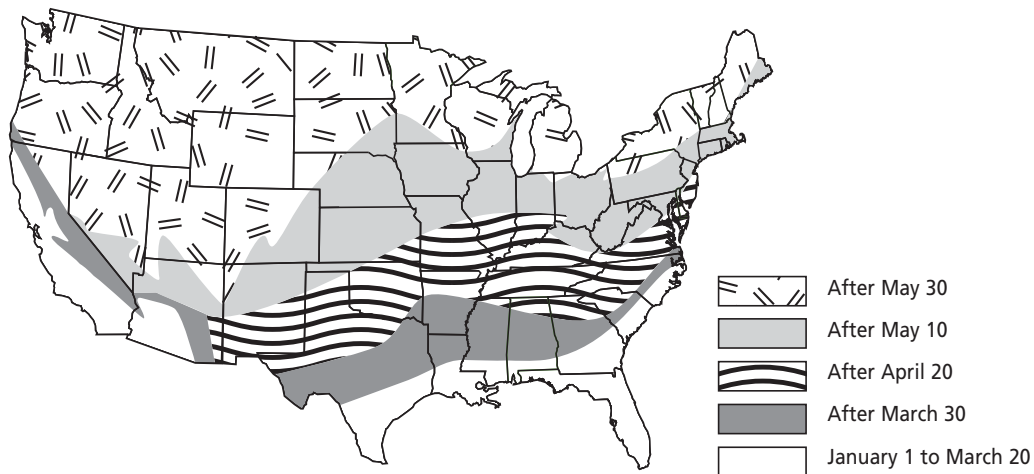 After May 30
After May 10
After April 20
After March 30
January 1 to March 20